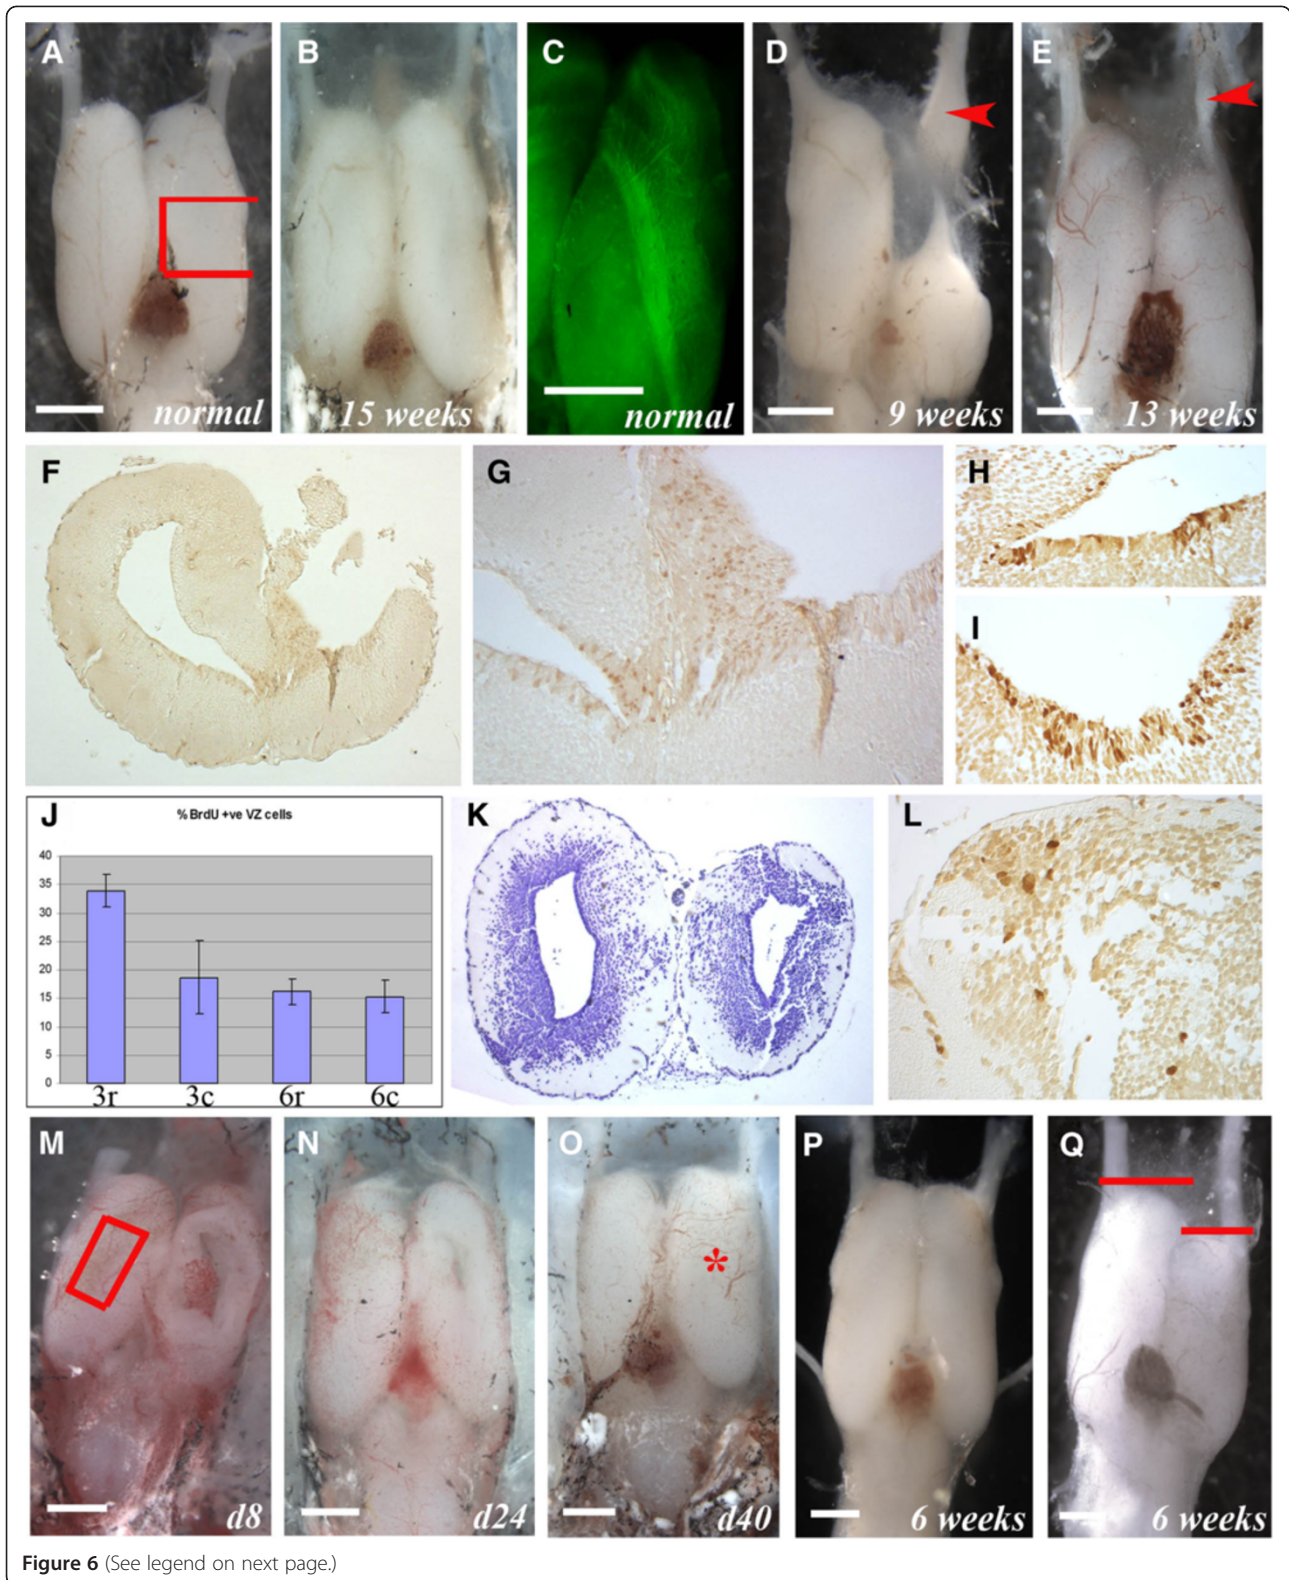 A
normal
B
15 weeks
C
normal
D
9 weeks
E
13 weeks
F
G
H
I
J
% BrdU +ve VZ cells
40
35
30
25
20
15
10
5
0
3r 3c 6r 6c
K
L
M
d8
N
d24
O
*
d40
P
6 weeks
Q
6 weeks
Figure 6 (See legend on next page.)